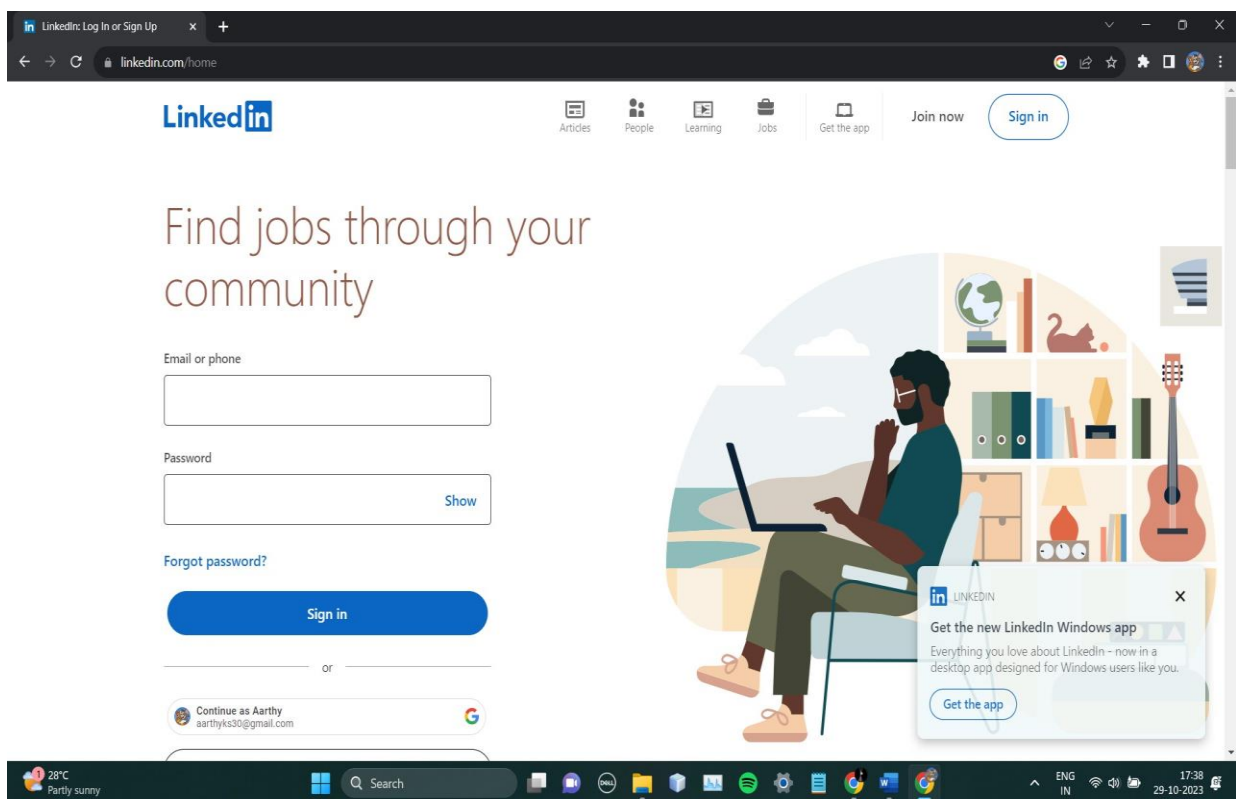 in LinkedIn: Log In or Sign Up
linkedin.com/home
Linked in
Articles
People
Learning
Jobs
Get the app
Join now
Sign in
Find jobs through your
community
Email or phone
Password
Show
Forgot password?
Sign in
or
Continue as Aarthy
aarthyks30@gmail.com
in LINKEDIN
Get the new LinkedIn Windows app
Everything you love about LinkedIn - now in a
desktop app designed for Windows users like you.
Get the app
1
28°C
Partly sunny
Search
DELL
ENG
IN
17:38
29-10-2023